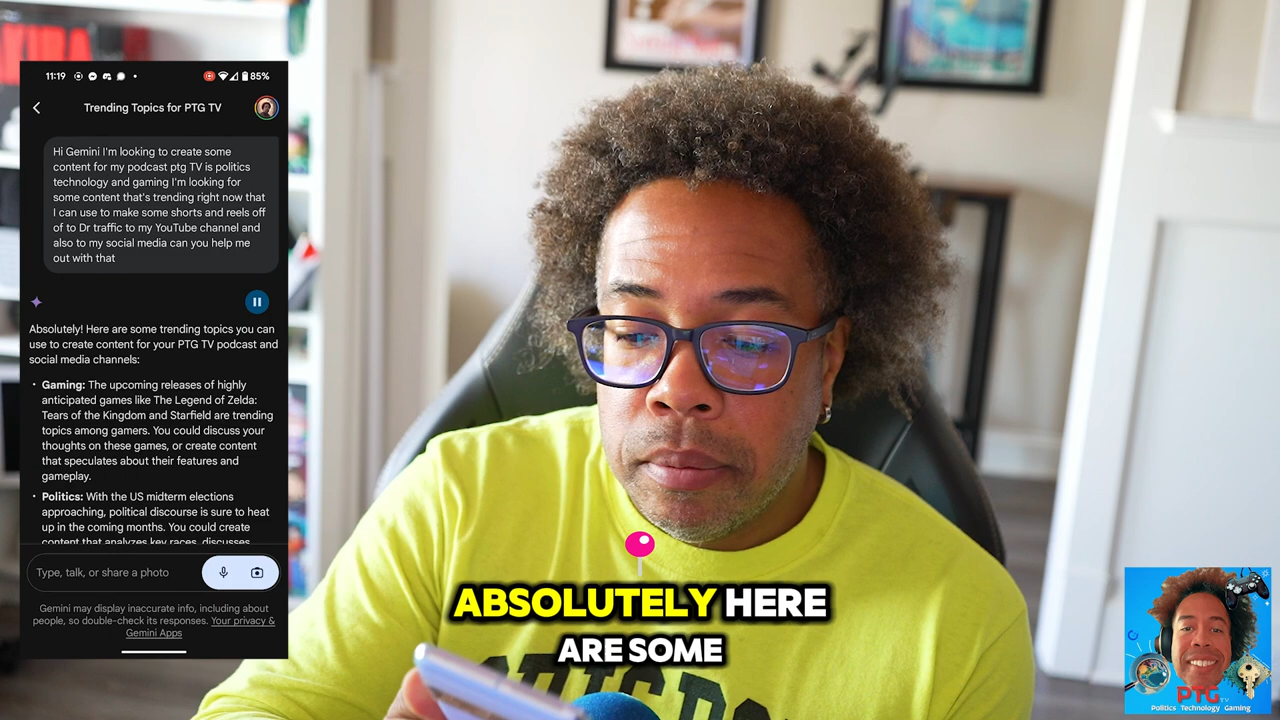 AKIRA
11:19
85%
Trending Topics for PTG TV
Hi Gemini I'm looking to create some
content for my podcast ptg TV is politics
technology and gaming I'm looking for
some content that's trending right now that
I can use to make some shorts and reels off
of to Dr traffic to my YouTube channel and
also to my social media can you help me
out with that
Absolutely! Here are some trending topics you can
use to create content for your PTG TV podcast and
social media channels:
• Gaming: The upcoming releases of highly
anticipated games like The Legend of Zelda:
Tears of the Kingdom and Starfield are trending
topics among gamers. You could discuss your
thoughts on these games, or create content
that speculates about their features and
gameplay.
• Politics: With the US midterm elections
approaching, political discourse is sure to heat
up in the coming months. You could create
content that analyzes key races, discusses
Type, talk, or share a photo
Gemini may display inaccurate info, including about
people, so double-check its responses. Your privacy &
Gemini Apps
ABSOLUTELY HERE
ARE SOME
PTG TV
Politics Technology Gaming